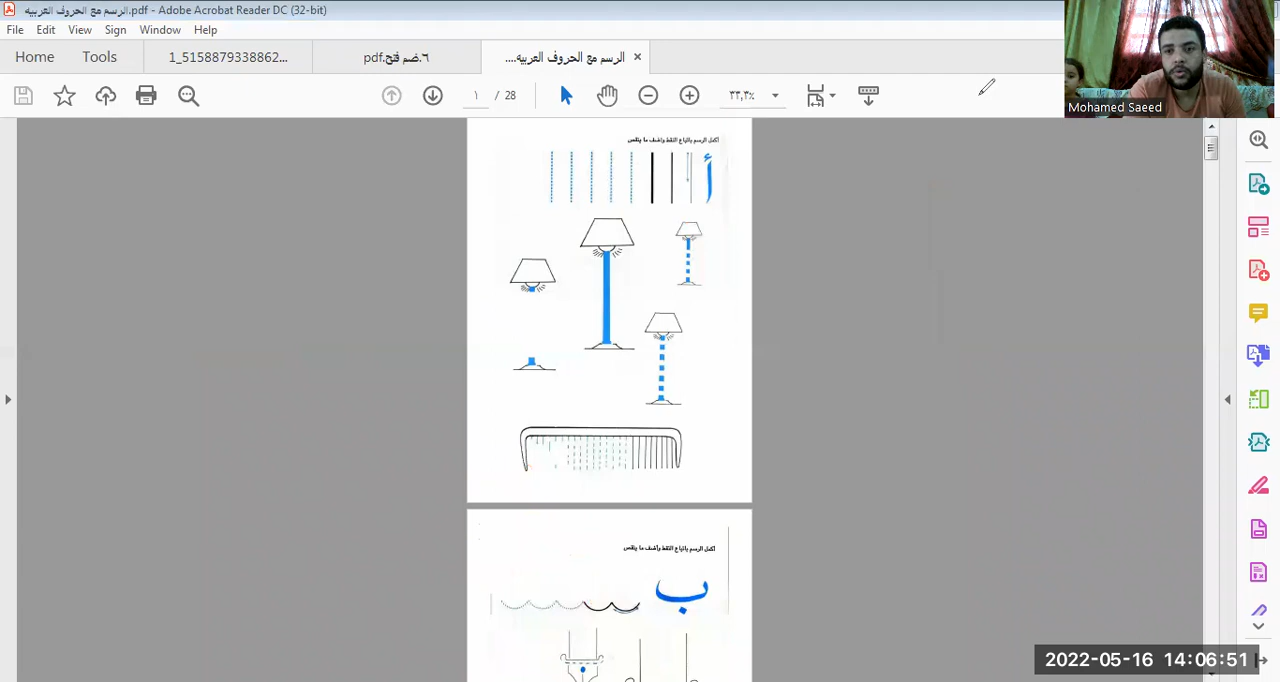 الرسم مع الحروف العربيه.pdf - Adobe Acrobat Reader DC (32-bit)
File Edit View Sign Window Help
Home Tools 1_5158879338862... ٦.ضم فتح.pdf الرسم مع الحروف العربيه....
١ / 28 ٣٣,٣%
Mohamed Saeed
أكمل الرسم باتباع النقط وأضف ما ينقص
أ
أكمل الرسم باتباع النقط وأضف ما ينقص
ب
2022-05-16 14:06:51